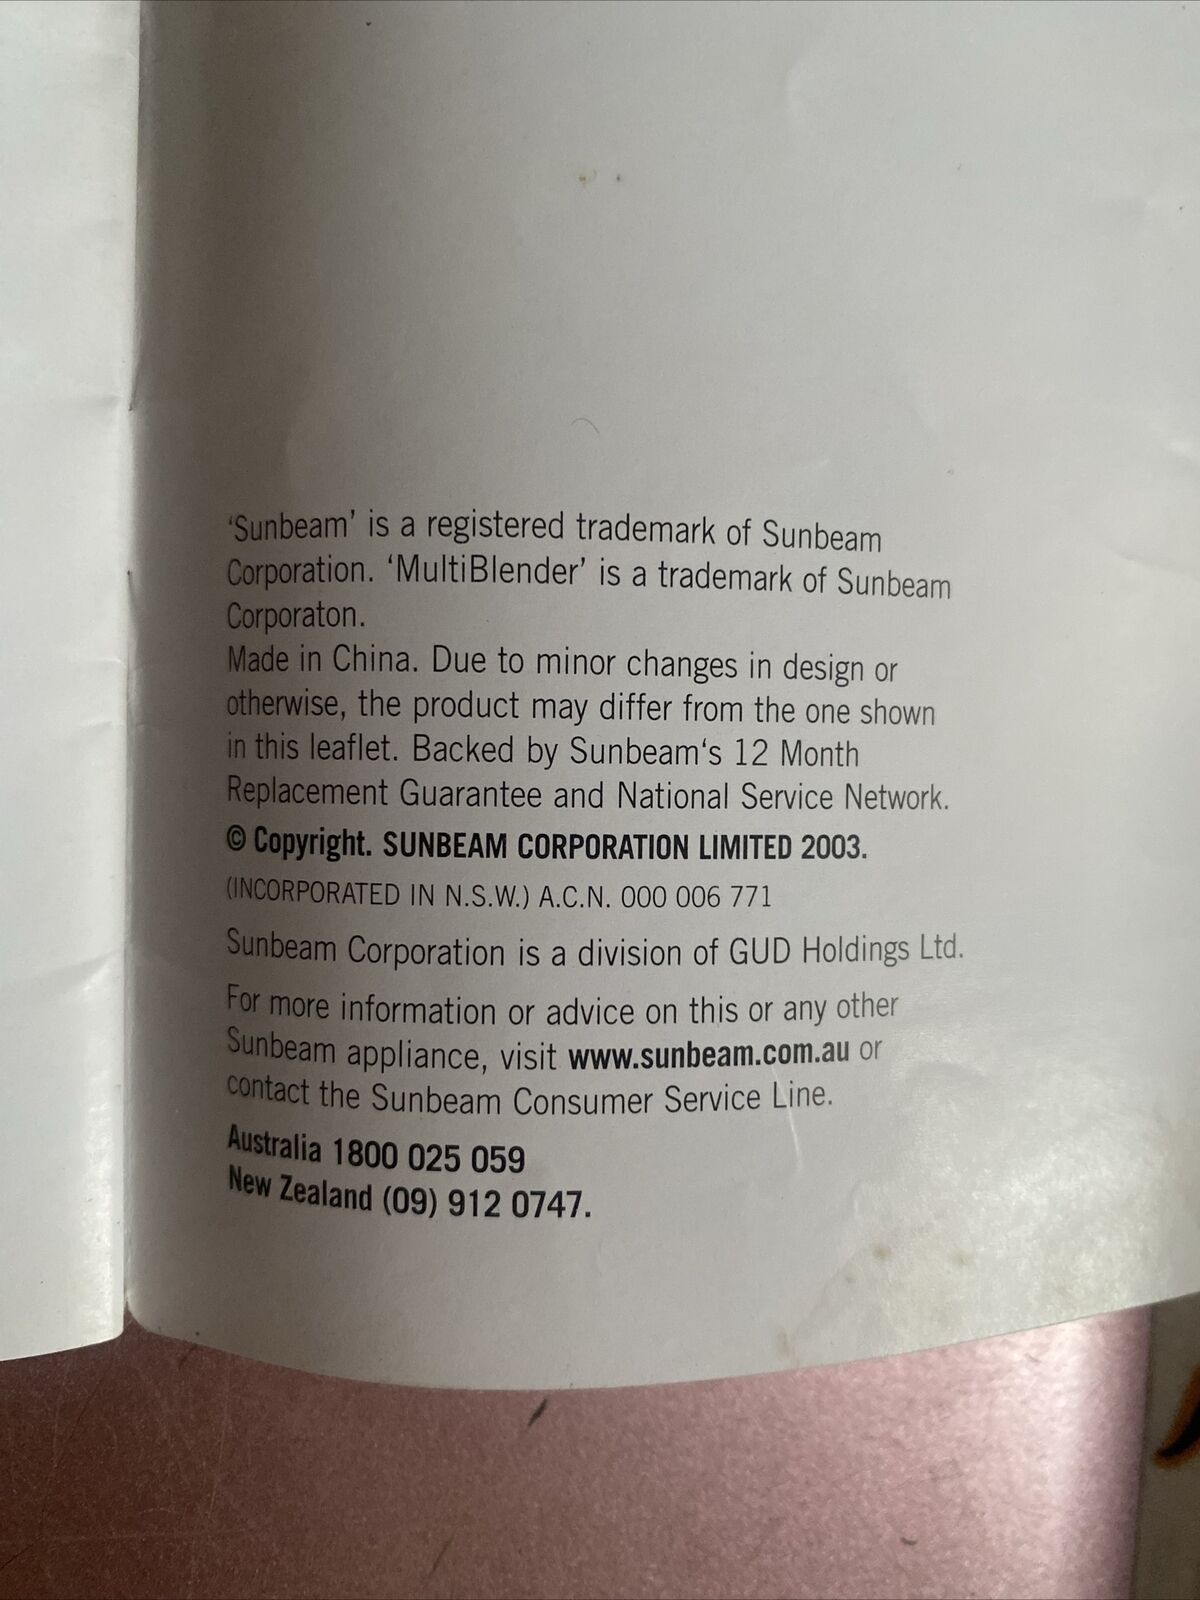 ‘Sunbeam’ is a registered trademark of Sunbeam
Corporation. ‘MultiBlender’ is a trademark of Sunbeam
Corporaton.
Made in China. Due to minor changes in design or
otherwise, the product may differ from the one shown
in this leaflet. Backed by Sunbeam‘s 12 Month
Replacement Guarantee and National Service Network.
© Copyright. SUNBEAM CORPORATION LIMITED 2003.
(INCORPORATED IN N.S.W.) A.C.N. 000 006 771
Sunbeam Corporation is a division of GUD Holdings Ltd.
For more information or advice on this or any other
Sunbeam appliance, visit www.sunbeam.com.au or
contact the Sunbeam Consumer Service Line.
Australia 1800 025 059
New Zealand (09) 912 0747.